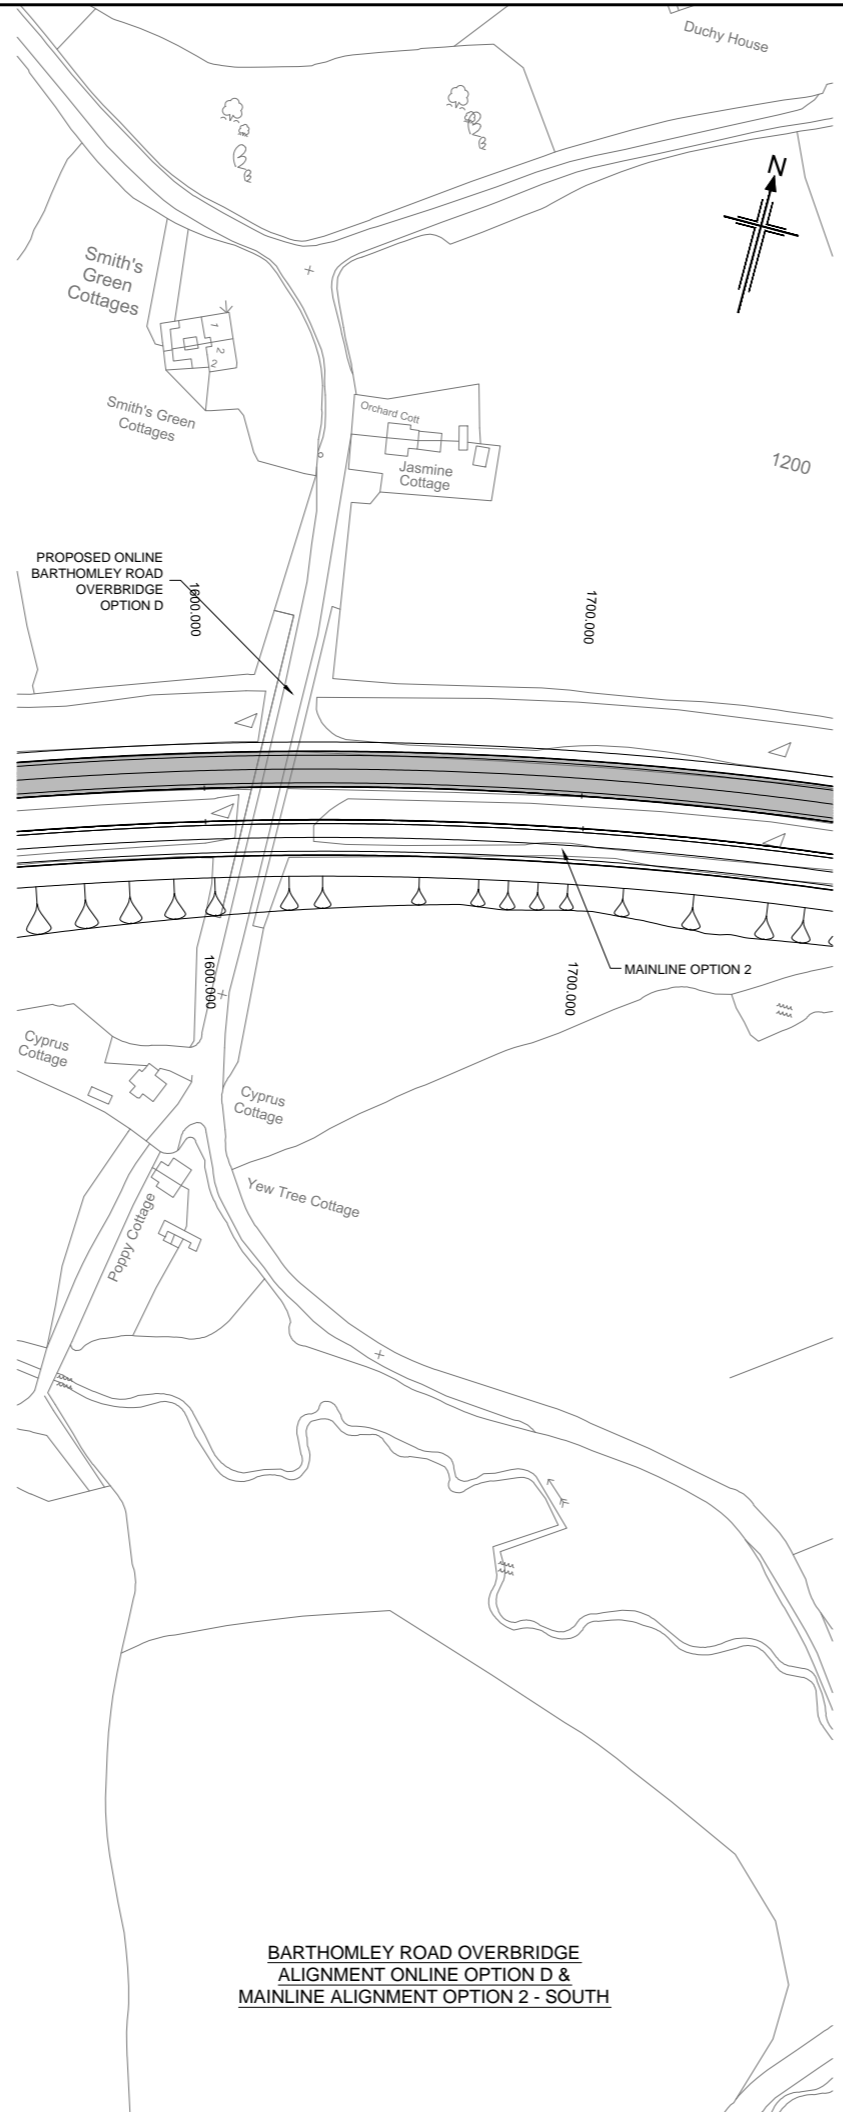 Duchy House
N
Smith's
Green
Cottages
1
2
2
Smith's Green
Cottages
Orchard Cott
Jasmine
Cottage
1200
PROPOSED ONLINE
BARTHOMLEY ROAD
OVERBRIDGE
OPTION D
1600.000
1700.000
1600.000
1700.000
MAINLINE OPTION 2
Cyprus
Cottage
Cyprus
Cottage
Yew Tree Cottage
Poppy Cottage
BARTHOMLEY ROAD OVERBRIDGE
ALIGNMENT ONLINE OPTION D &
MAINLINE ALIGNMENT OPTION 2 - SOUTH